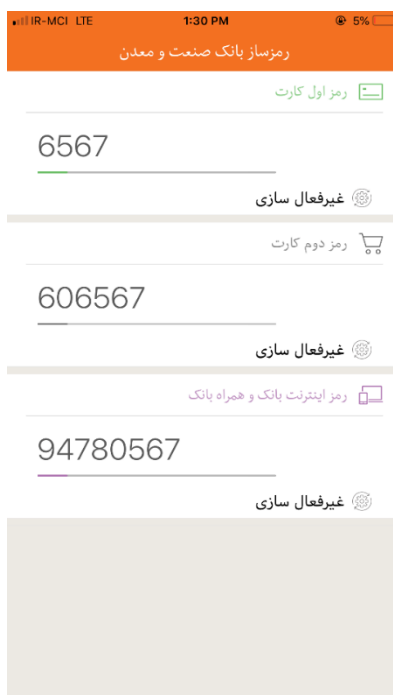 IR-MCI LTE 1:30 PM 5%
رمزساز بانک صنعت و معدن
رمز اول کارت
6567
غیرفعال سازی
رمز دوم کارت
606567
غیرفعال سازی
رمز اینترنت بانک و همراه بانک
94780567
غیرفعال سازی